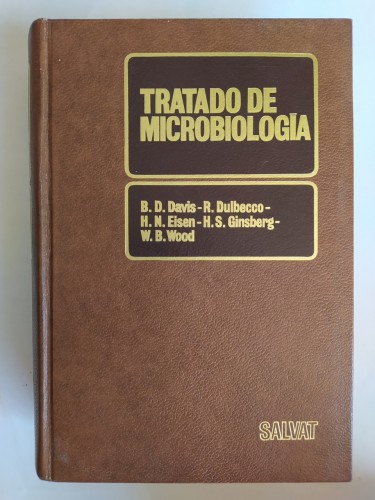 TRATADO DE
MICROBIOLOGÍA
B. D. Davis - R. Dulbecco -
H. N. Eisen - H. S. Ginsberg -
W. B. Wood
SALVAT